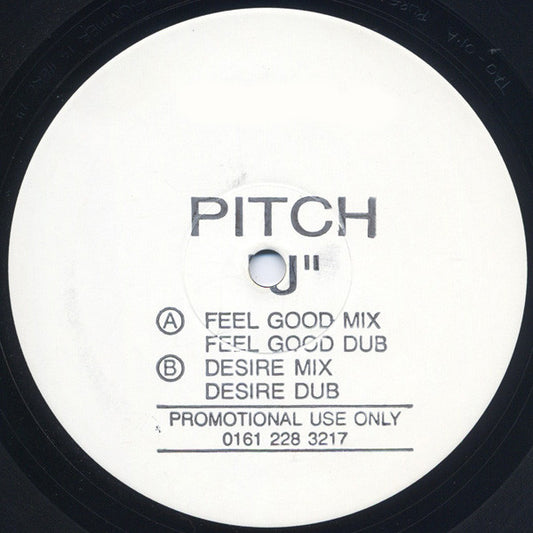 PITCH
"J"
Ⓐ FEEL GOOD MIX
FEEL GOOD DUB
Ⓑ DESIRE MIX
DESIRE DUB
PROMOTIONAL USE ONLY
0161 228 3217